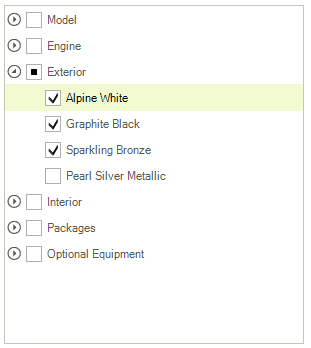 Model
Engine
Exterior
Alpine White
Graphite Black
Sparkling Bronze
Pearl Silver Metallic
Interior
Packages
Optional Equipment